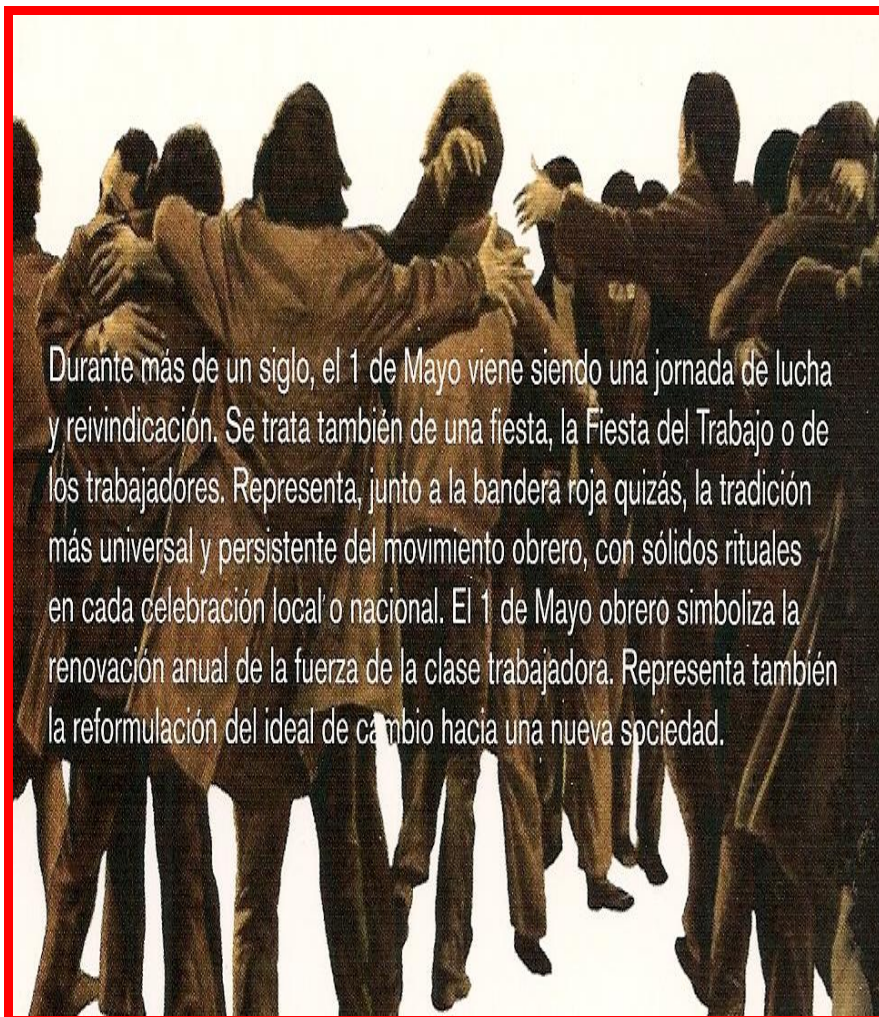 Durante más de un siglo, el 1 de Mayo viene siendo una jornada de lucha
y reivindicación. Se trata también de una fiesta, la Fiesta del Trabajo o de
los trabajadores. Representa, junto a la bandera roja quizás, la tradición
más universal y persistente del movimiento obrero, con sólidos rituales
en cada celebración local o nacional. El 1 de Mayo obrero simboliza la
renovación anual de la fuerza de la clase trabajadora. Representa también
la reformulación del ideal de cambio hacia una nueva sociedad.